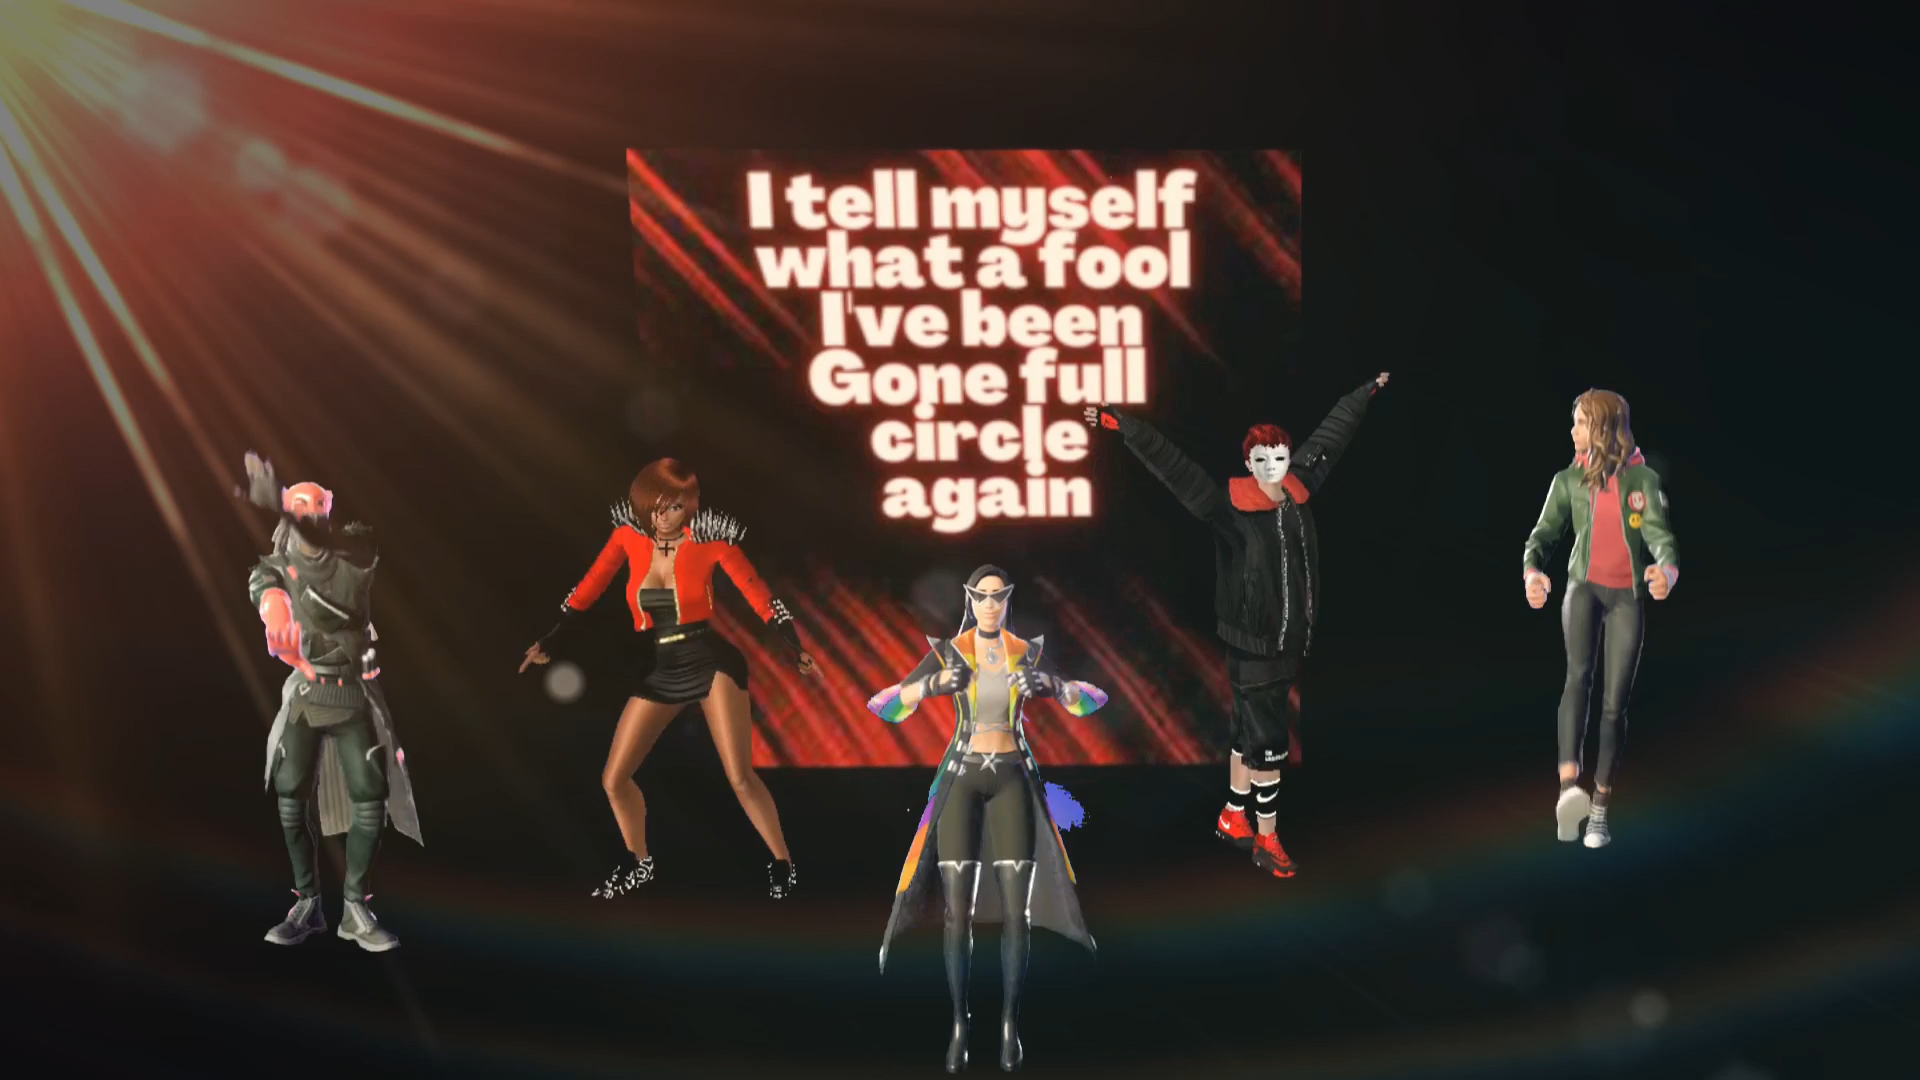 I tell myself
what a fool
I've been
Gone full
circle
again